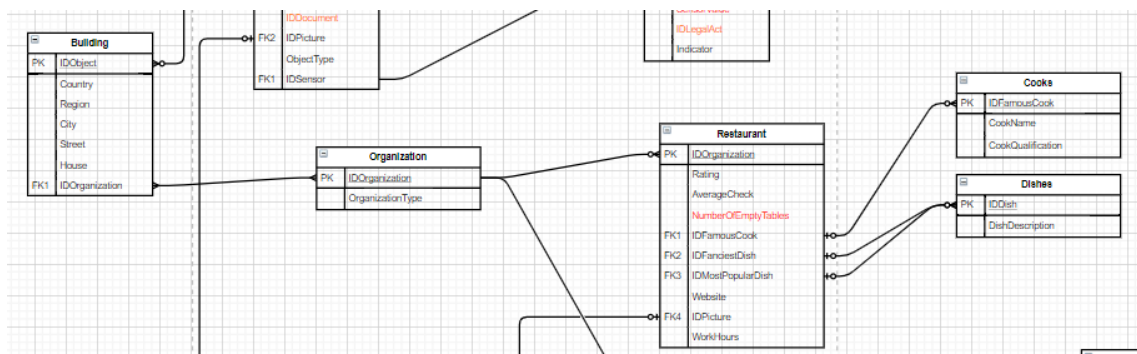 Building
PK IDObject
Country
Region
City
Street
House
FK1 IDOrganization
IDDocument
FK2 IDPicture
ObjectType
FK1 IDSensor
Organization
PK IDOrganization
OrganizationType
IDLegalAct
Indicator
Restaurant
PK IDOrganization
Rating
AverageCheck
NumberOfEmptyTables
FK1 IDFamousCook
FK2 IDFanciestDish
FK3 IDMostPopularDish
Website
FK4 IDPicture
WorkHours
Cooks
PK IDFamousCook
CookName
CookQualification
Dishes
PK IDDish
DishDescription